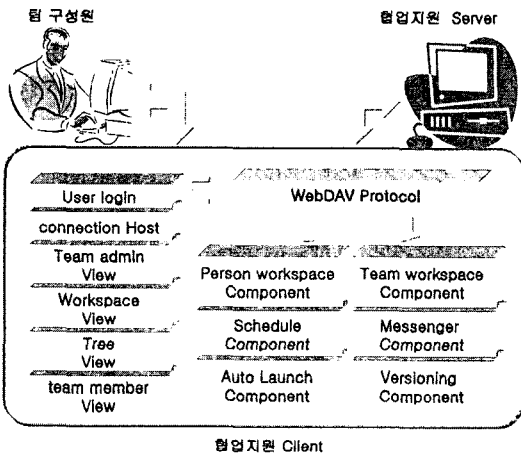 팀 구성원
협업지원 Server
User login
connection Host
Team admin
View
Workspace
View
Tree
View
team member
View
WebDAV Protocol
Person workspace
Component
Schedule
Component
Auto Launch
Component
Team workspace
Component
Messenger
Component
Versioning
Component
협업지원 Client